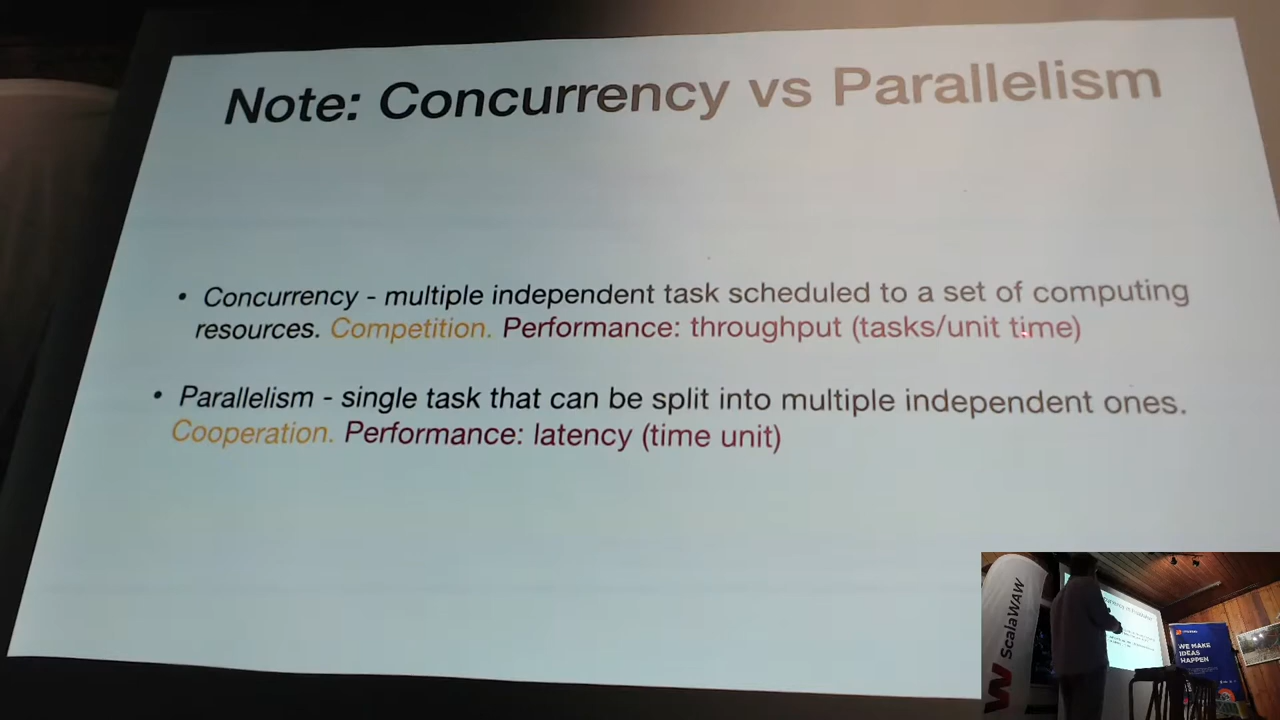 Note: Concurrency vs Parallelism
• Concurrency - multiple independent task scheduled to a set of computing
resources. Competition. Performance: throughput (tasks/unit time)
• Parallelism - single task that can be split into multiple independent ones.
Cooperation. Performance: latency (time unit)
ScalaWAW
WE MAKE
IDEAS
HAPPEN